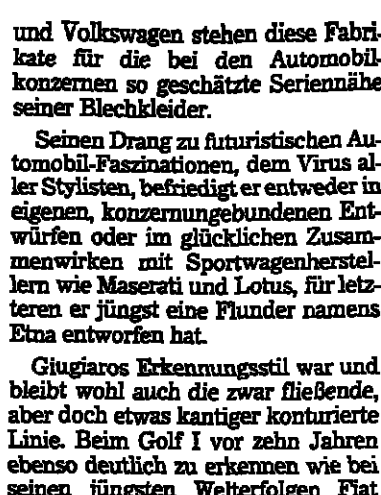 und Volkswagen stehen diese Fabri-
kate für die bei den Automobil-
konzernen so geschätzte Seriennähe
seiner Blechkleider.
Seinen Drang zu futuristischen Au-
tomobil-Faszinationen, dem Virus al-
ler Stylisten, befriedigt er entweder in
eigenen, konzernungebundenen Ent-
würfen oder im glücklichen Zusam-
menwirken mit Sportwagenherstel-
lern wie Maserati und Lotus, für letz-
teren er jüngst eine Flunder namens
Etna entworfen hat.
Giugiaros Erkennungsstil war und
bleibt wohl auch die zwar fließende,
aber doch etwas kantiger konturierte
Linie. Beim Golf I vor zehn Jahren
ebenso deutlich zu erkennen wie bei
seinen jüngsten Welterfolgen Fiat